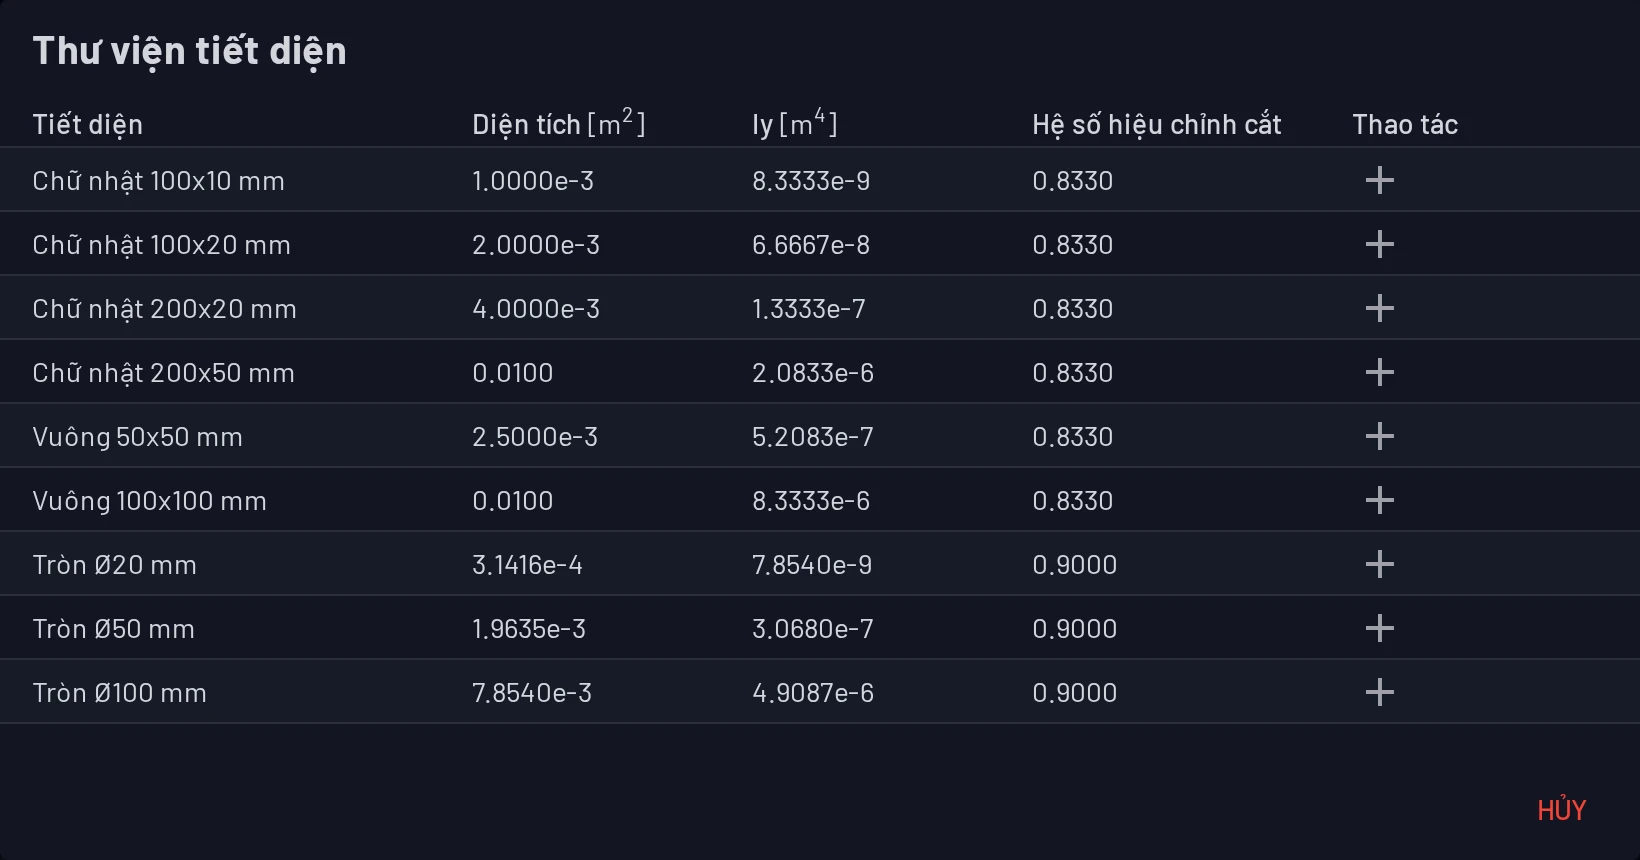 Thư viện tiết diện
Tiết diện Diện tích [m²] Iy [m⁴] Hệ số hiệu chỉnh cắt Thao tác
Chữ nhật 100x10 mm 1.0000e-3 8.3333e-9 0.8330
Chữ nhật 100x20 mm 2.0000e-3 6.6667e-8 0.8330
Chữ nhật 200x20 mm 4.0000e-3 1.3333e-7 0.8330
Chữ nhật 200x50 mm 0.0100 2.0833e-6 0.8330
Vuông 50x50 mm 2.5000e-3 5.2083e-7 0.8330
Vuông 100x100 mm 0.0100 8.3333e-6 0.8330
Tròn Ø20 mm 3.1416e-4 7.8540e-9 0.9000
Tròn Ø50 mm 1.9635e-3 3.0680e-7 0.9000
Tròn Ø100 mm 7.8540e-3 4.9087e-6 0.9000
HỦY